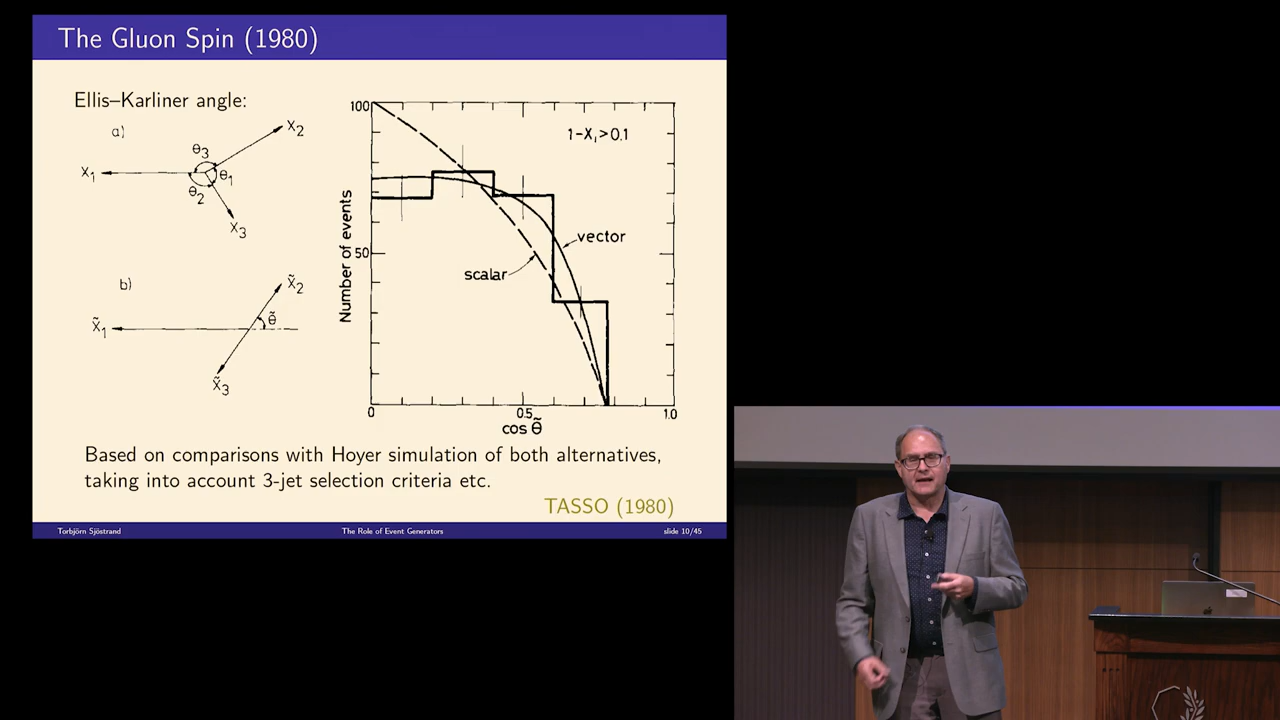 The Gluon Spin (1980)
Ellis–Karliner angle:
a)
X₂
θ₃
X₁
θ₁
θ₂
X₃
b)
x̃₂
θ̃
x̃₁
x̃₃
100
1-X₁>0.1
Number of events
vector
50
scalar
0
0.5
1.0
cos θ̃
Based on comparisons with Hoyer simulation of both alternatives,
taking into account 3-jet selection criteria etc.
TASSO (1980)
Torbjörn Sjöstrand
The Role of Event Generators
slide 10/45